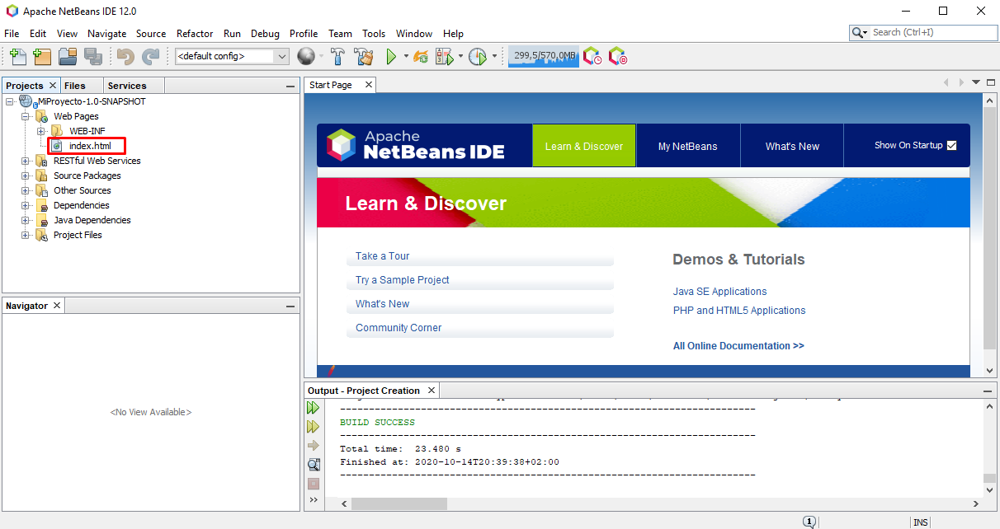 Apache NetBeans IDE 12.0
File Edit View Navigate Source Refactor Run Debug Profile Team Tools Window Help
Search (Ctrl+I)
<default config>
299,5/570,0MB
Projects
Files
Services
MiProyecto-1.0-SNAPSHOT
Web Pages
WEB-INF
index.html
RESTful Web Services
Source Packages
Other Sources
Dependencies
Java Dependencies
Project Files
Navigator
<No View Available>
Start Page
Apache
NetBeans IDE
Learn & Discover
My NetBeans
What's New
Show On Startup
Learn & Discover
Take a Tour
Try a Sample Project
What's New
Community Corner
Demos & Tutorials
Java SE Applications
PHP and HTML5 Applications
All Online Documentation >>
Output - Project Creation
------------------------------------------------------------------------
BUILD SUCCESS
------------------------------------------------------------------------
Total time:  23.480 s
Finished at: 2020-10-14T20:39:38+02:00
------------------------------------------------------------------------
1
INS